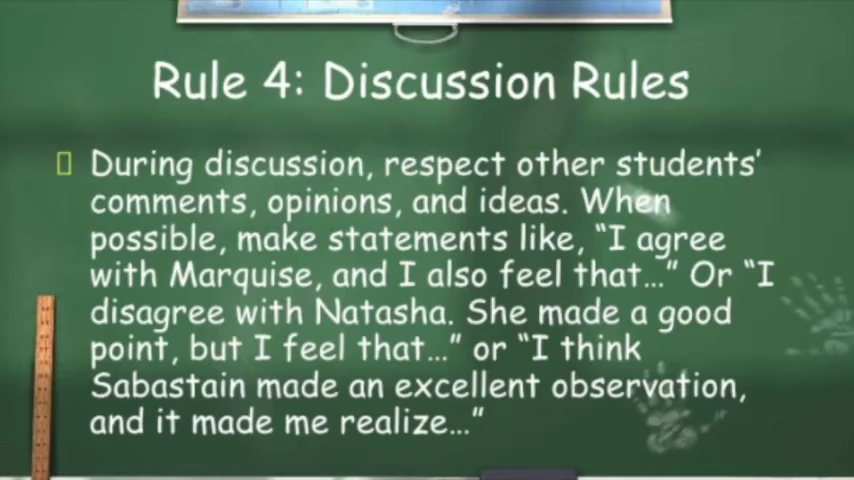 Rule 4: Discussion Rules
During discussion, respect other students’
comments, opinions, and ideas. When
possible, make statements like, “I agree
with Marquise, and I also feel that…” Or “I
disagree with Natasha. She made a good
point, but I feel that…” or “I think
Sabastain made an excellent observation,
and it made me realize…”